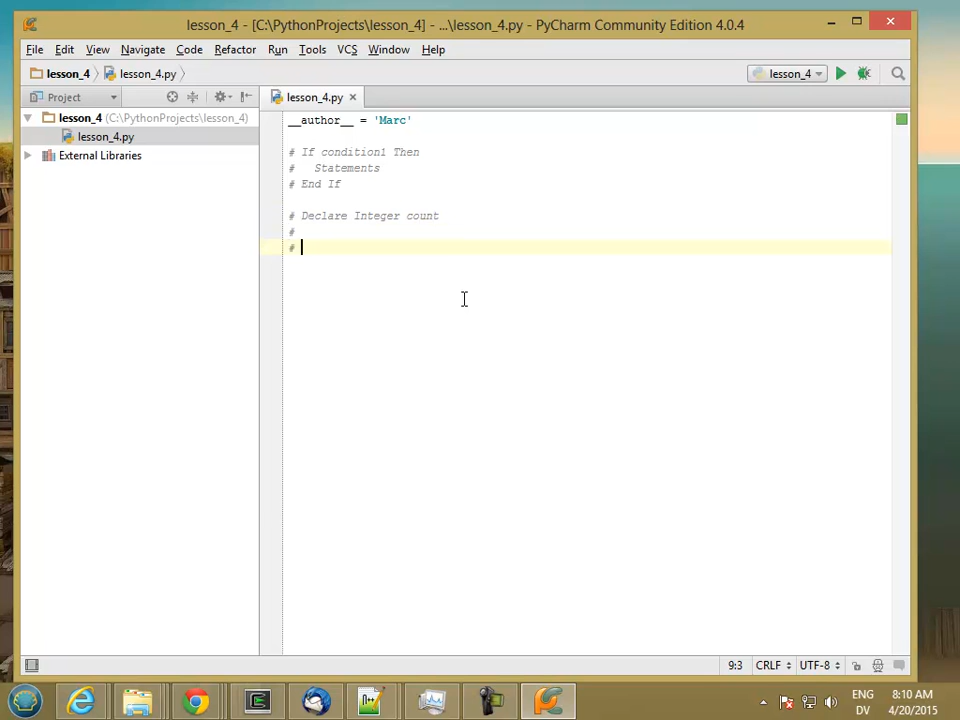 lesson_4 - [C:\PythonProjects\lesson_4] - ...\lesson_4.py - PyCharm Community Edition 4.0.4
File Edit View Navigate Code Refactor Run Tools VCS Window Help
lesson_4 lesson_4.py lesson_4
Project lesson_4.py
lesson_4 (C:\PythonProjects\lesson_4)
lesson_4.py
External Libraries
__author__ = 'Marc'
# If condition1 Then
#   Statements
# End If
# Declare Integer count
#
#
9:3 CRLF UTF-8
ENG 8:10 AM
DV 4/20/2015